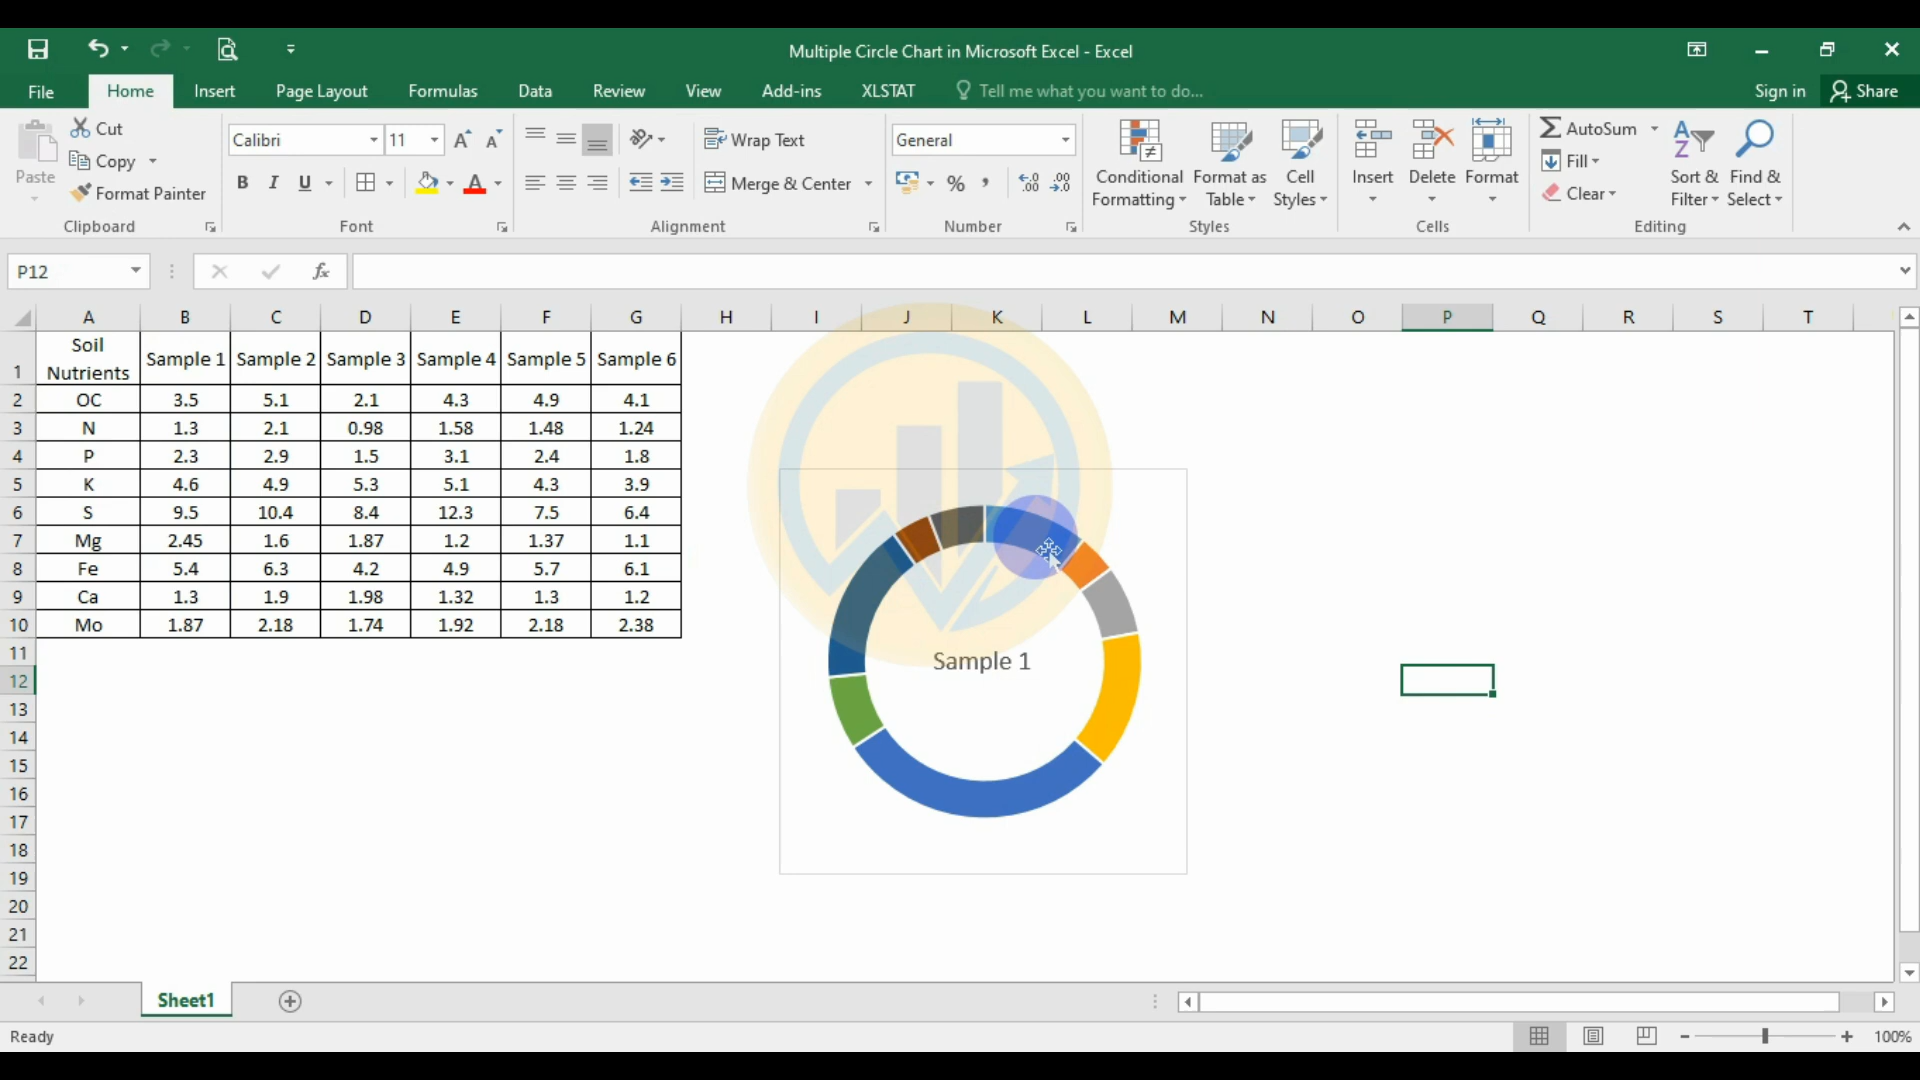 Multiple Circle Chart in Microsoft Excel - Excel
File Home Insert Page Layout Formulas Data Review View Add-ins XLSTAT Tell me what you want to do... Sign in Share
Paste
Cut
Copy
Format Painter
Clipboard
Calibri 11
B I U A
Font
Wrap Text
Merge & Center
Alignment
General
% ,
Number
Conditional Formatting
Format as Table
Cell Styles
Styles
Insert Delete Format
Cells
AutoSum
Fill
Clear
Sort & Filter
Find & Select
Editing
P12 fx
A B C D E F G H I J K L M N O P Q R S T
1 Soil Nutrients Sample 1 Sample 2 Sample 3 Sample 4 Sample 5 Sample 6
2 OC 3.5 5.1 2.1 4.3 4.9 4.1
3 N 1.3 2.1 0.98 1.58 1.48 1.24
4 P 2.3 2.9 1.5 3.1 2.4 1.8
5 K 4.6 4.9 5.3 5.1 4.3 3.9
6 S 9.5 10.4 8.4 12.3 7.5 6.4
7 Mg 2.45 1.6 1.87 1.2 1.37 1.1
8 Fe 5.4 6.3 4.2 4.9 5.7 6.1
9 Ca 1.3 1.9 1.98 1.32 1.3 1.2
10 Mo 1.87 2.18 1.74 1.92 2.18 2.38
11
12
13
14
15
16
17
18
19
20
21
22
Sample 1
Sheet1
Ready 100%